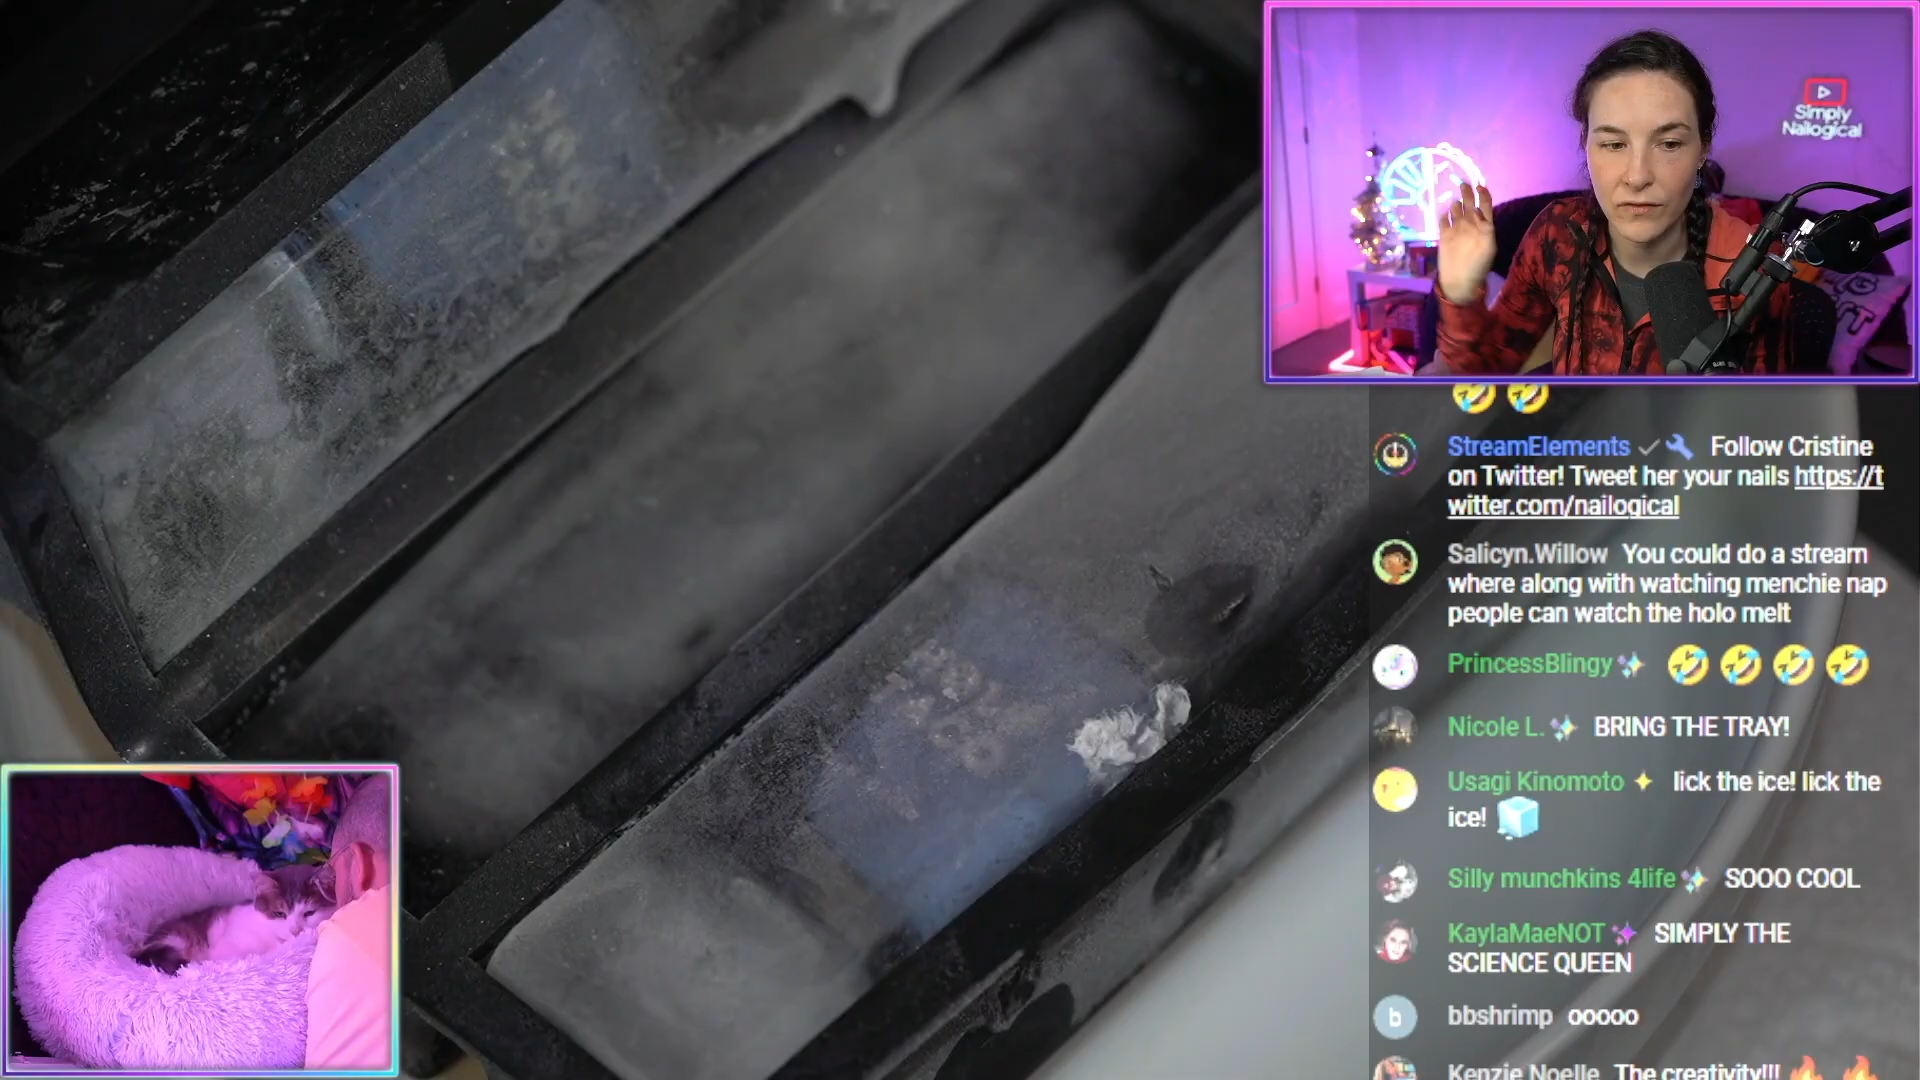 Simply
Nailogical
StreamElements Follow Cristine
on Twitter! Tweet her your nails https://t
witter.com/nailogical
Salicyn.Willow You could do a stream
where along with watching menchie nap
people can watch the holo melt
PrincessBlingy
Nicole L. BRING THE TRAY!
Usagi Kinomoto lick the ice! lick the
ice!
Silly munchkins 4life SOOO COOL
KaylaMaeNOT SIMPLY THE
SCIENCE QUEEN
b bbshrimp ooooo
Kenzie Noelle The creativity!!!